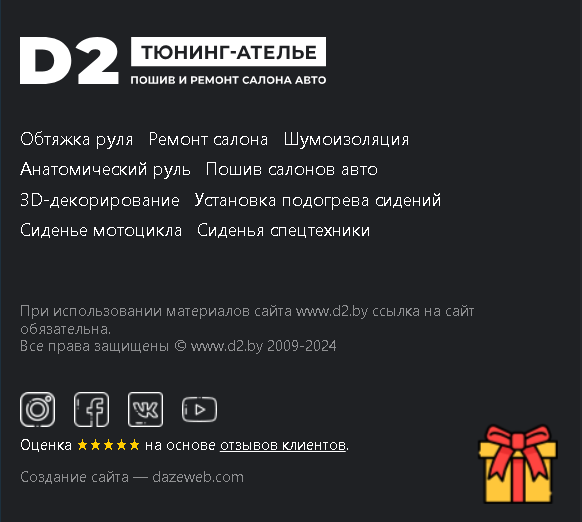 D2 ТЮНИНГ-АТЕЛЬЕ
ПОШИВ И РЕМОНТ САЛОНА АВТО
Обтяжка руля Ремонт салона Шумоизоляция
Анатомический руль Пошив салонов авто
3D-декорирование Установка подогрева сидений
Сиденье мотоцикла Сиденья спецтехники
При использовании материалов сайта www.d2.by ссылка на сайт
обязательна.
Все права защищены © www.d2.by 2009-2024
Оценка ★★★★★ на основе отзывов клиентов.
Создание сайта — dazeweb.com